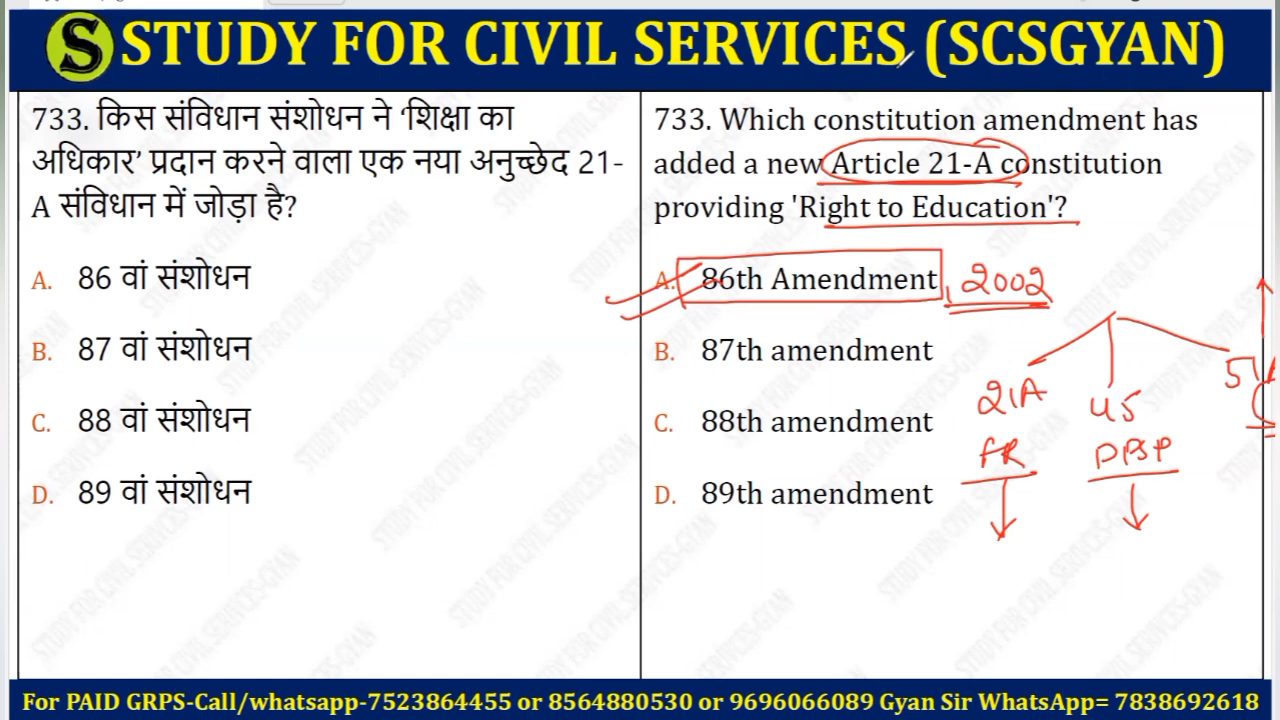 S STUDY FOR CIVIL SERVICES (SCSGYAN)
733. किस संविधान संशोधन ने ‘शिक्षा का
अधिकार’ प्रदान करने वाला एक नया अनुच्छेद 21-
A संविधान में जोड़ा है?
A. 86 वां संशोधन
B. 87 वां संशोधन
C. 88 वां संशोधन
D. 89 वां संशोधन
733. Which constitution amendment has
added a new Article 21-A constitution
providing 'Right to Education'?
A. 86th Amendment, 2002
B. 87th amendment
C. 88th amendment
D. 89th amendment
21A 45
FR DPSP
For PAID GRPS-Call/whatsapp-7523864455 or 8564880530 or 9696066089 Gyan Sir WhatsApp= 7838692618